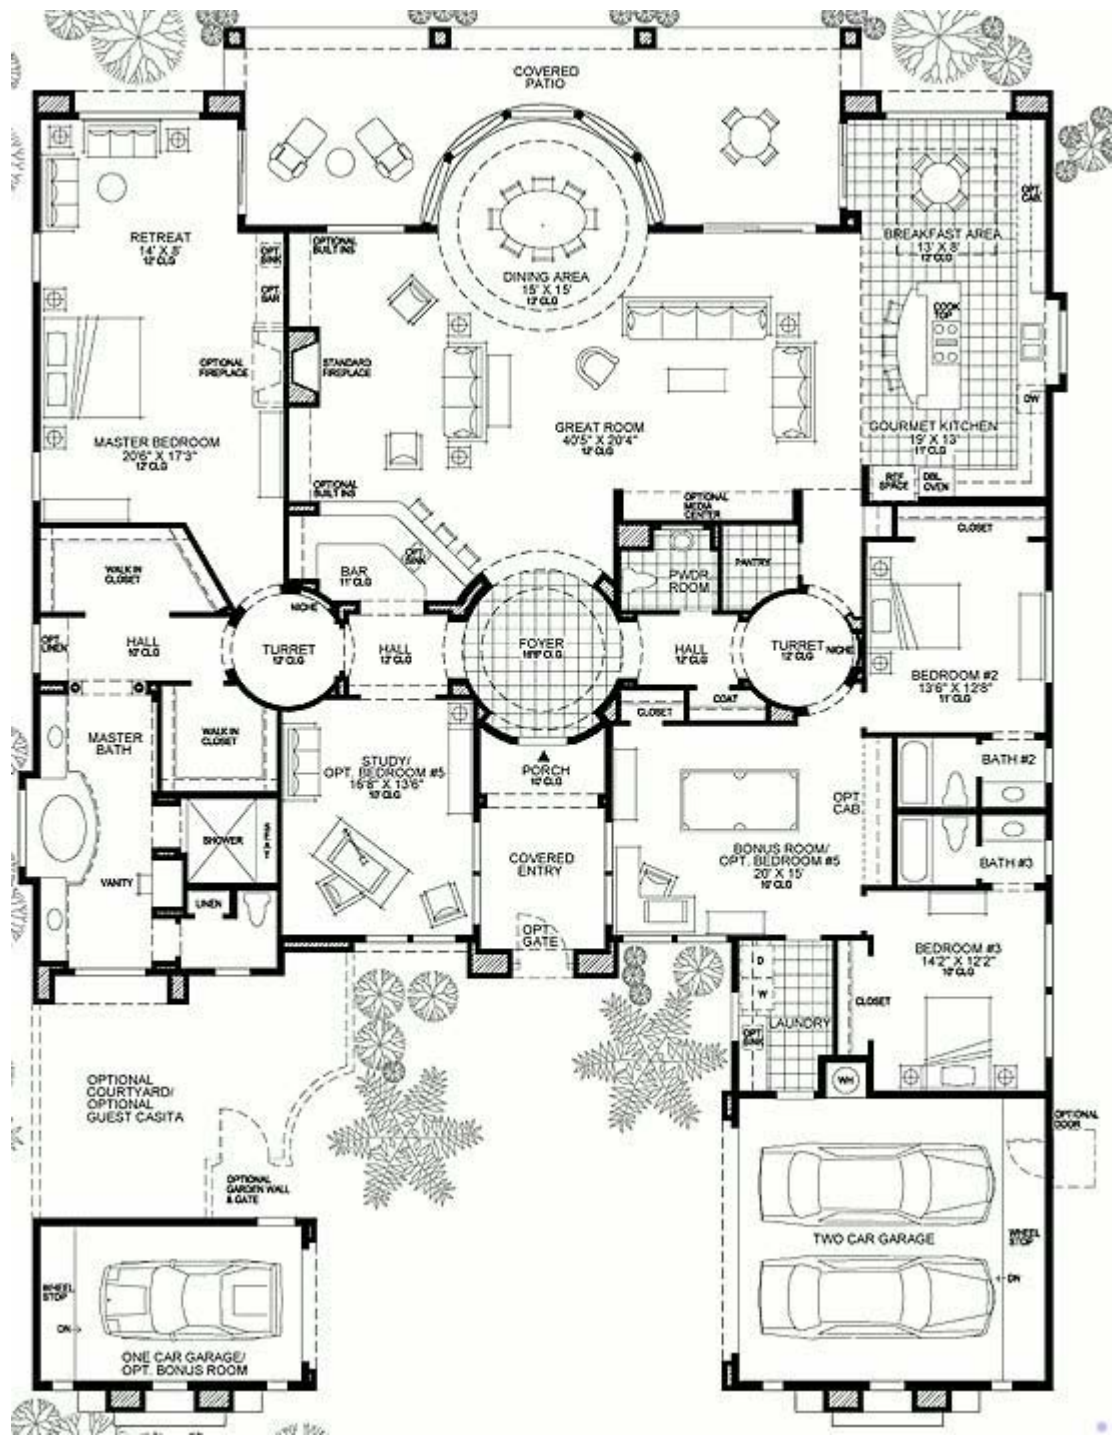 COVERED
PATIO
RETREAT
14' X 8'
12' CLG
OPT
SINK
OPT.
BAR
OPTIONAL
BUILT INS
DINING AREA
15' X 15'
12' CLG
OPT.
CAB.
BREAKFAST AREA
13' X 8'
12' CLG
COOK
TOP
DW
OPTIONAL
FIREPLACE
STANDARD
FIREPLACE
MASTER BEDROOM
20'6" X 17'3"
12' CLG
GREAT ROOM
40'5" X 20'4"
12' CLG
GOURMET KITCHEN
19' X 13'
11' CLG
REF
SPACE
DBL
OVEN
OPTIONAL
BUILT INS
OPTIONAL
MEDIA
CENTER
CLOSET
WALK IN
CLOSET
BAR
11' CLG
OPT
SINK
PWDR.
ROOM
PANTRY
NICHE
OPT.
LINEN
HALL
10' CLG
TURRET
12' CLG
HALL
12' CLG
FOYER
HALL
12' CLG
TURRET
12' CLG
NICHE
BEDROOM #2
13'6" X 12'8"
11' CLG
CLOSET
COAT
MASTER
BATH
WALK IN
CLOSET
STUDY/
OPT. BEDROOM #5
16'8" X 13'6"
10' CLG
PORCH
10' CLG
OPT
CAB.
BATH #2
SHOWER
COVERED
ENTRY
BONUS ROOM/
OPT. BEDROOM #5
20' X 15'
10' CLG
BATH #3
VANITY
LINEN
OPT.
GATE
BEDROOM #3
14'2" X 12'2"
10' CLG
D
W
OPT
SINK
LAUNDRY
CLOSET
WH
OPTIONAL
COURTYARD/
OPTIONAL
GUEST CASITA
OPTIONAL
DOOR
OPTIONAL
GARDEN WALL
& GATE
TWO CAR GARAGE
WHEEL
STOP
DN
WHEEL
STOP
DN
ONE CAR GARAGE/
OPT. BONUS ROOM